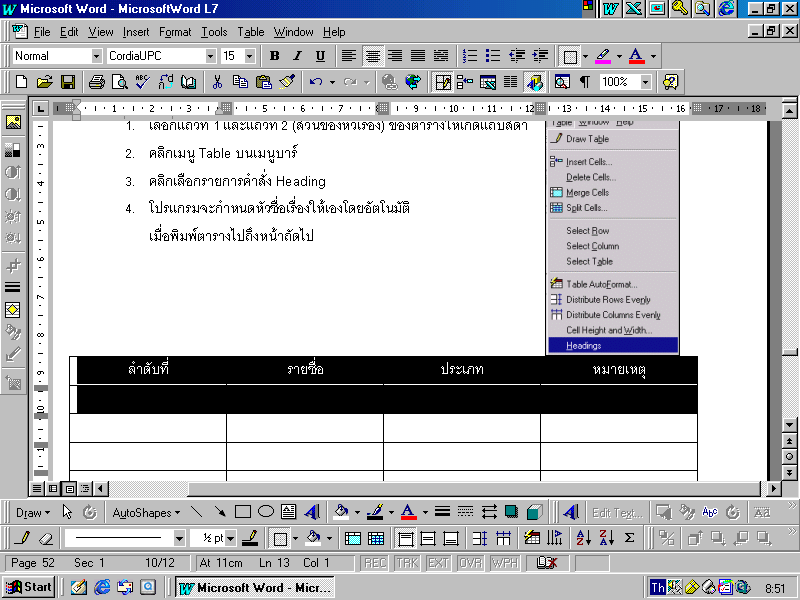 Microsoft Word - MicrosoftWord L7
File Edit View Insert Format Tools Table Window Help
Normal CordiaUPC 15 B I U
100%
1. เลือกแถวที่ 1 และแถวที่ 2 (ส่วนของหัวเรื่อง) ของตารางให้เกิดแถบสีดำ
2. คลิกเมนู Table บนเมนูบาร์
3. คลิกเลือกรายการคำสั่ง Heading
4. โปรแกรมจะกำหนดหัวชื่อเรื่องให้เองโดยอัตโนมัติ
เมื่อพิมพ์ตารางไปถึงหน้าถัดไป
Table Window Help
Draw Table
Insert Cells...
Delete Cells...
Merge Cells
Split Cells...
Select Row
Select Column
Select Table
Table AutoFormat...
Distribute Rows Evenly
Distribute Columns Evenly
Cell Height and Width...
Headings
ลำดับที่ รายชื่อ ประเภท หมายเหตุ
Draw AutoShapes Edit Text... Abc
½ pt
Page 52 Sec 1 10/12 At 11cm Ln 13 Col 1 REC TRK EXT OVR WPH
Start Microsoft Word - Micr... Th 8:51